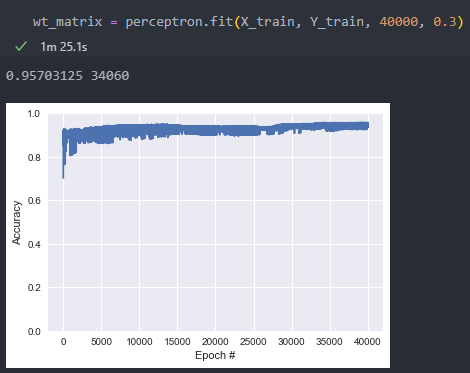 wt_matrix = perceptron.fit(X_train, Y_train, 40000, 0.3)
✓ 1m 25.1s
0.95703125 34060
1.0
0.8
0.6
0.4
0.2
0.0
Accuracy
0 5000 10000 15000 20000 25000 30000 35000 40000
Epoch #